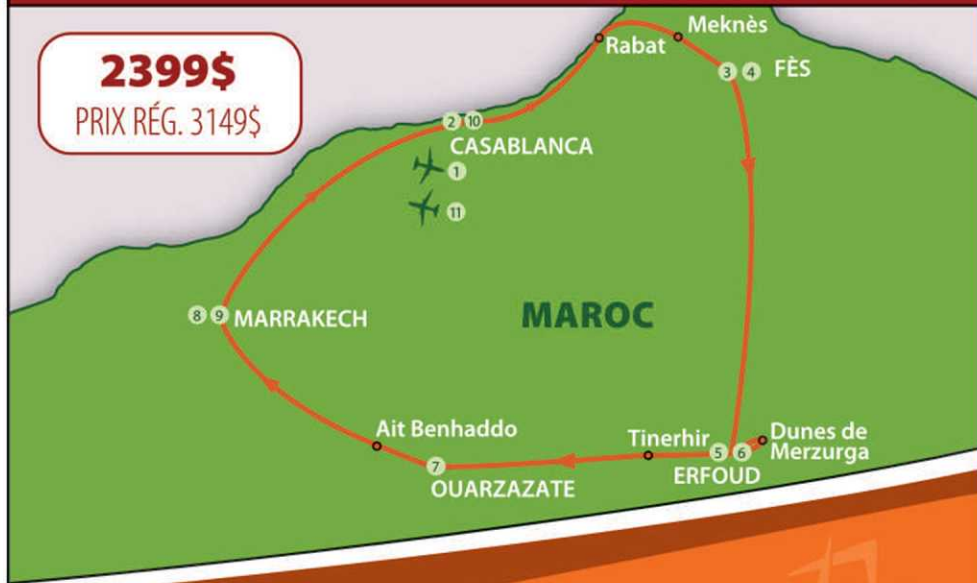 2399$
PRIX RÉG. 3149$
Rabat
Meknès
3 4 FÈS
2 10
CASABLANCA
1
11
8 9 MARRAKECH
MAROC
Ait Benhaddo
7
OUARZAZATE
Tinerhir
5 6
ERFOUD
Dunes de
Merzurga